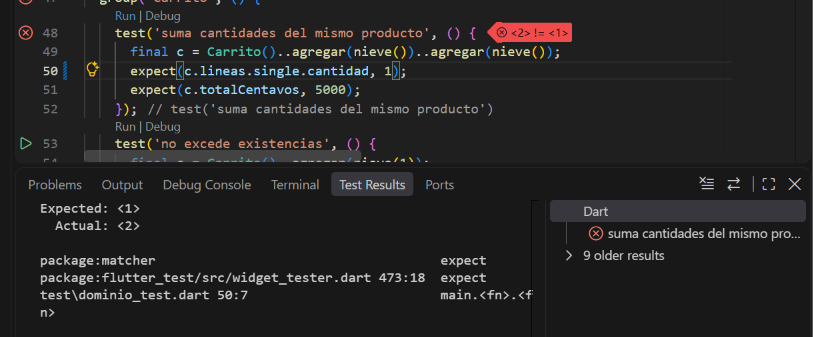 group('Carrito', () {
Run | Debug
48 test('suma cantidades del mismo producto', () { <2> != <1>
49 final c = Carrito()..agregar(nieve())..agregar(nieve());
50 expect(c.lineas.single.cantidad, 1);
51 expect(c.totalCentavos, 5000);
52 }); // test('suma cantidades del mismo producto')
Run | Debug
53 test('no excede existencias', () {
Problems Output Debug Console Terminal Test Results Ports
Expected: <1>
Actual: <2>
package:matcher expect
package:flutter_test/src/widget_tester.dart 473:18 expect
test\dominio_test.dart 50:7 main.<fn>.<f
n>
Dart
suma cantidades del mismo pro...
9 older results